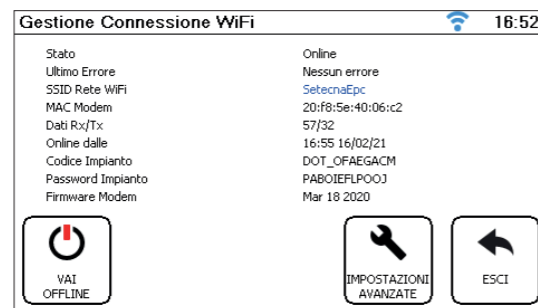 Gestione Connessione WiFi 16:52
Stato Online
Ultimo Errore Nessun errore
SSID Rete WiFi SetecnaEpc
MAC Modem 20:f8:5e:40:06:c2
Dati Rx/Tx 57/32
Online dalle 16:55 16/02/21
Codice Impianto DOT_OFAEGACM
Password Impianto PABOIEFLPOOJ
Firmware Modem Mar 18 2020
VAI
OFFLINE
IMPOSTAZIONI
AVANZATE
ESCI